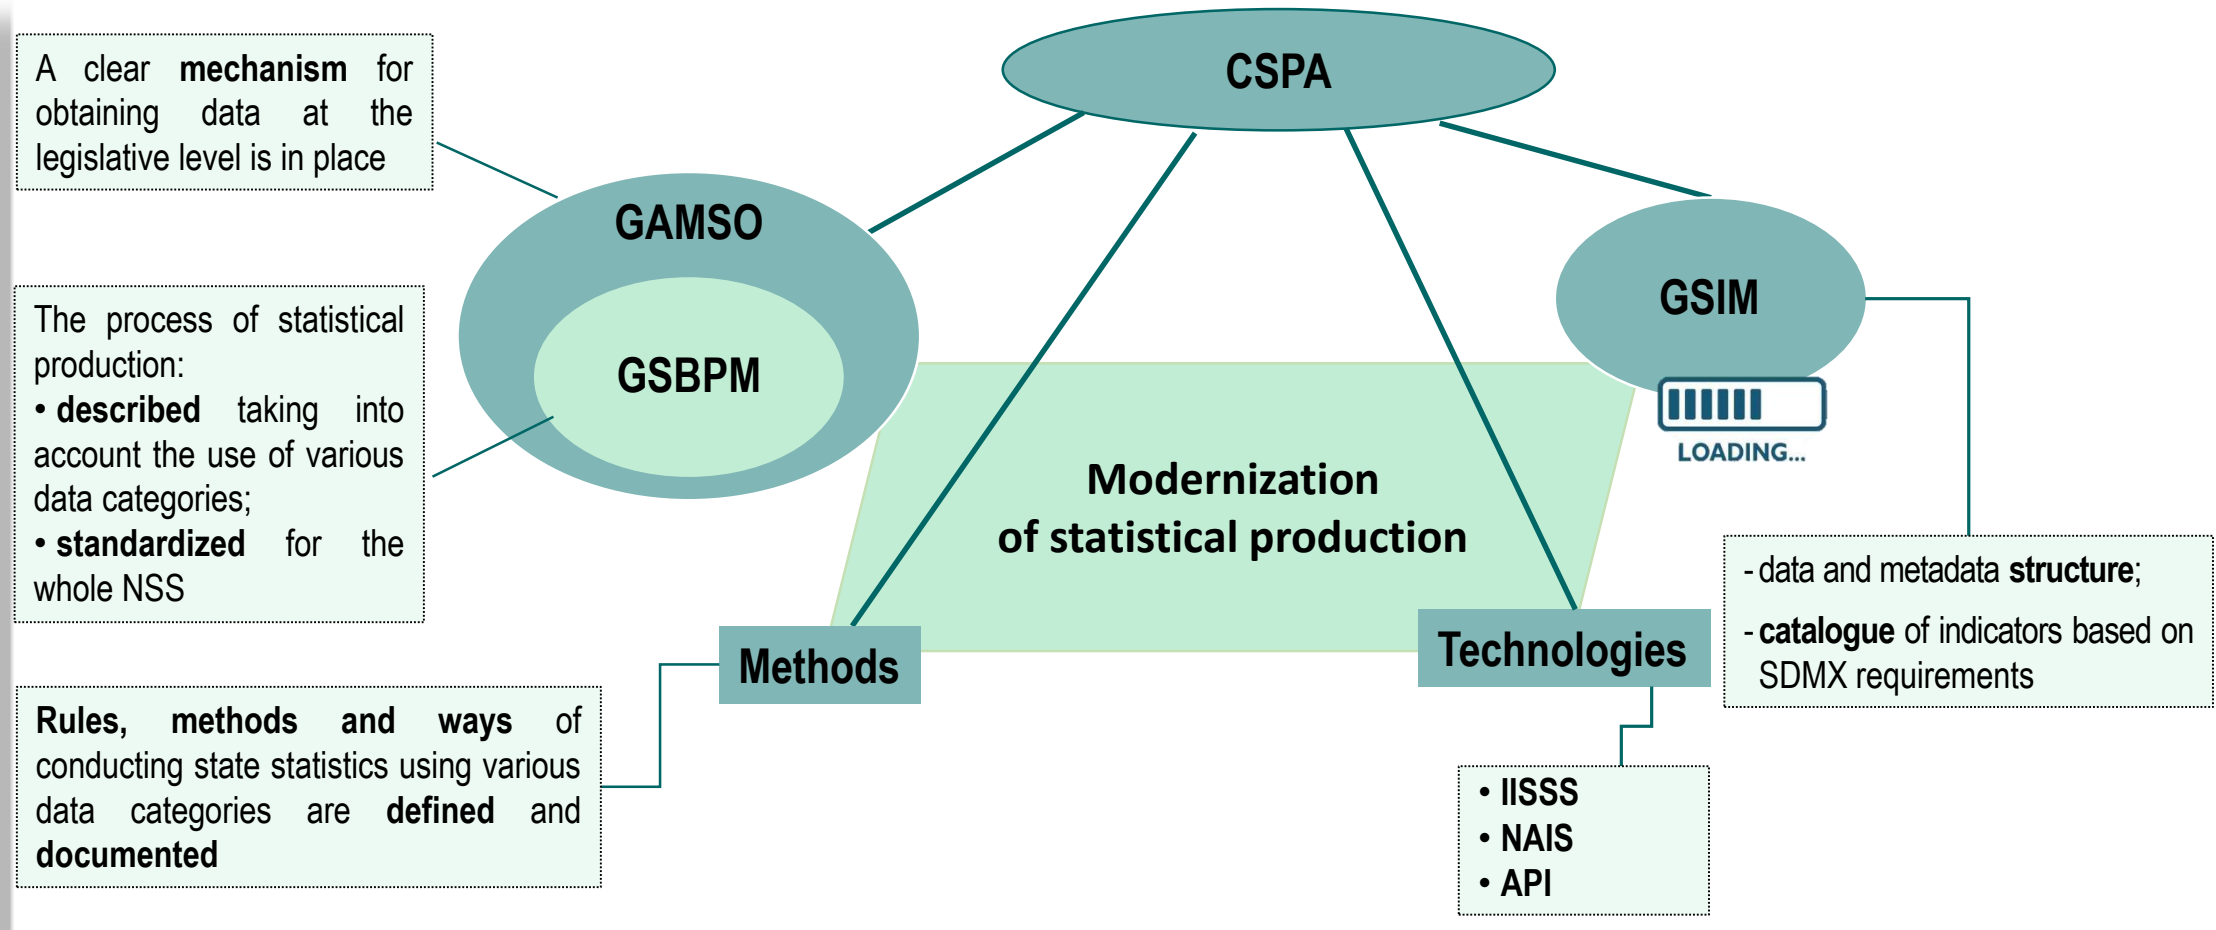 CSPA
A clear mechanism for
obtaining data at the
legislative level is in place
GAMSO
GSIM
The process of statistical
production:
• described taking into
account the use of various
data categories;
• standardized for the
whole NSS
GSBPM
LOADING...
Modernization
of statistical production
- data and metadata structure;
- catalogue of indicators based on
SDMX requirements
Methods
Technologies
Rules, methods and ways of
conducting state statistics using various
data categories are defined and
documented
• IISSS
• NAIS
• API